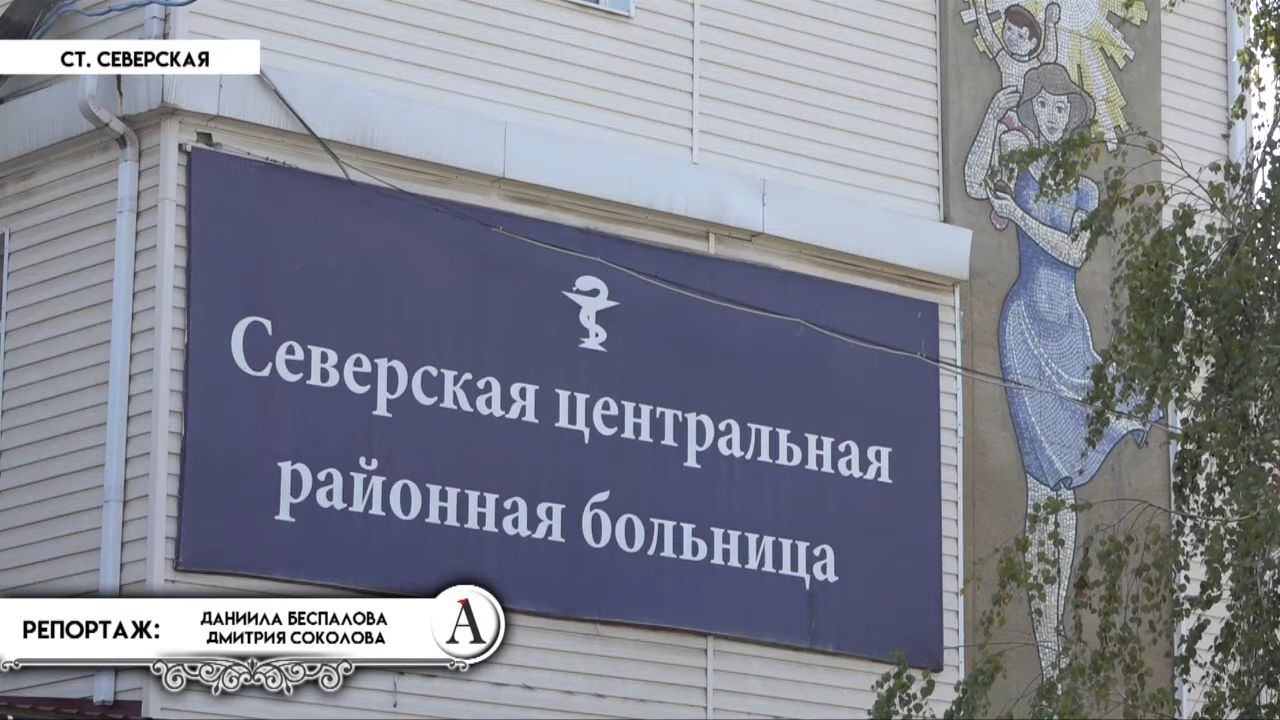 СТ. СЕВЕРСКАЯ
Северская центральная
районная больница
РЕПОРТАЖ:
ДАНИИЛА БЕСПАЛОВА
ДМИТРИЯ СОКОЛОВА
А